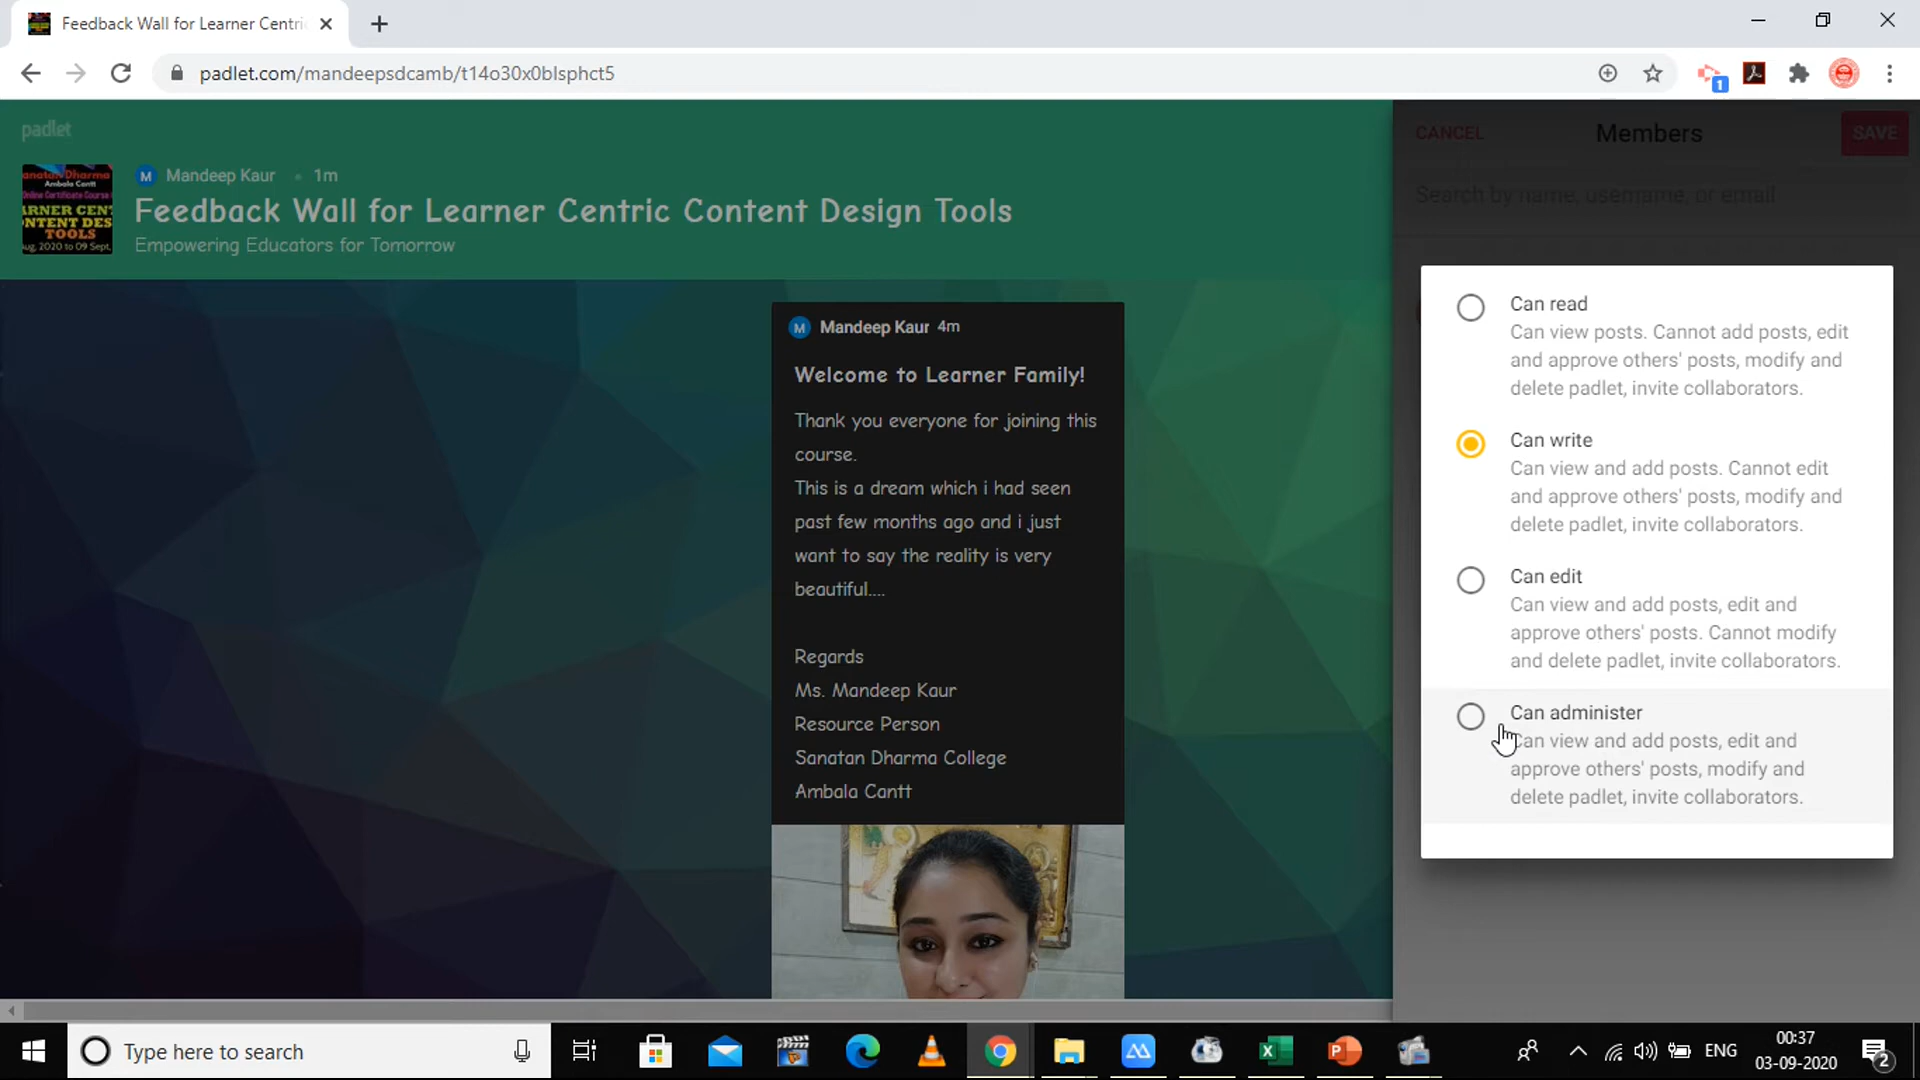 Feedback Wall for Learner Centri
padlet.com/mandeepsdcamb/t14o30x0blsphct5
1
padlet
Sanatan Dharma
Ambala Cantt
M Mandeep Kaur • 1m
Feedback Wall for Learner Centric Content Design Tools
Empowering Educators for Tomorrow
CANCEL Members SAVE
Search by name, username, or email
M Mandeep Kaur 4m
Welcome to Learner Family!
Thank you everyone for joining this
course.
This is a dream which i had seen
past few months ago and i just
want to say the reality is very
beautiful....
Regards
Ms. Mandeep Kaur
Resource Person
Sanatan Dharma College
Ambala Cantt
Can read
Can view posts. Cannot add posts, edit
and approve others' posts, modify and
delete padlet, invite collaborators.
Can write
Can view and add posts. Cannot edit
and approve others' posts, modify and
delete padlet, invite collaborators.
Can edit
Can view and add posts, edit and
approve others' posts. Cannot modify
and delete padlet, invite collaborators.
Can administer
Can view and add posts, edit and
approve others' posts, modify and
delete padlet, invite collaborators.
Type here to search
ENG
00:37
03-09-2020
2